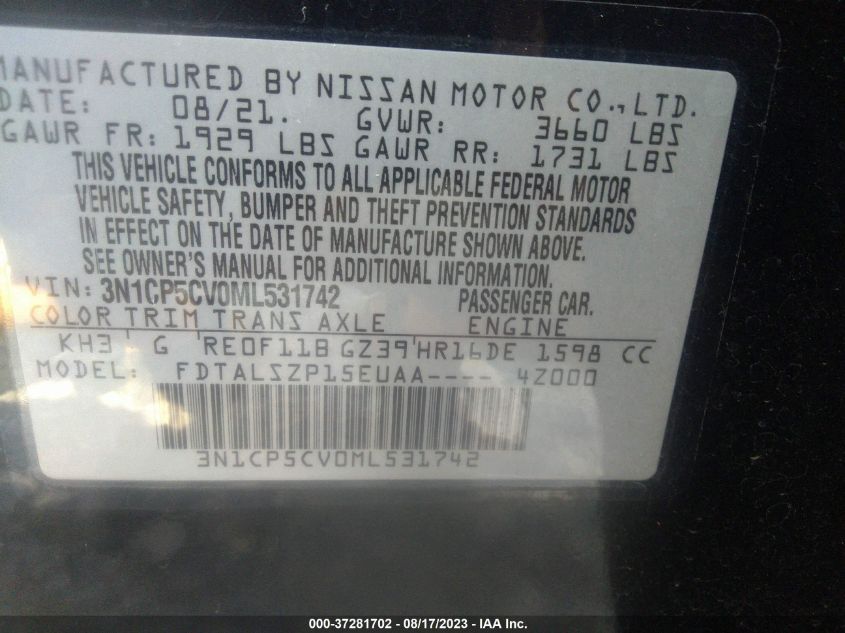 MANUFACTURED BY NISSAN MOTOR CO., LTD.
DATE: 08/21. GVWR: 3660 LBS
GAWR FR: 1929 LBS GAWR RR: 1731 LBS
THIS VEHICLE CONFORMS TO ALL APPLICABLE FEDERAL MOTOR
VEHICLE SAFETY, BUMPER AND THEFT PREVENTION STANDARDS
IN EFFECT ON THE DATE OF MANUFACTURE SHOWN ABOVE.
SEE OWNER'S MANUAL FOR ADDITIONAL INFORMATION.
VIN: 3N1CP5CV0ML531742 PASSENGER CAR.
COLOR TRIM TRANS AXLE ENGINE
KH3 G RE0F11B GZ39 HR16DE 1598 CC
MODEL: FDTALSZP15EUAA---- 4Z000
3N1CP5CV0ML531742
000-37281702 - 08/17/2023 - IAA Inc.